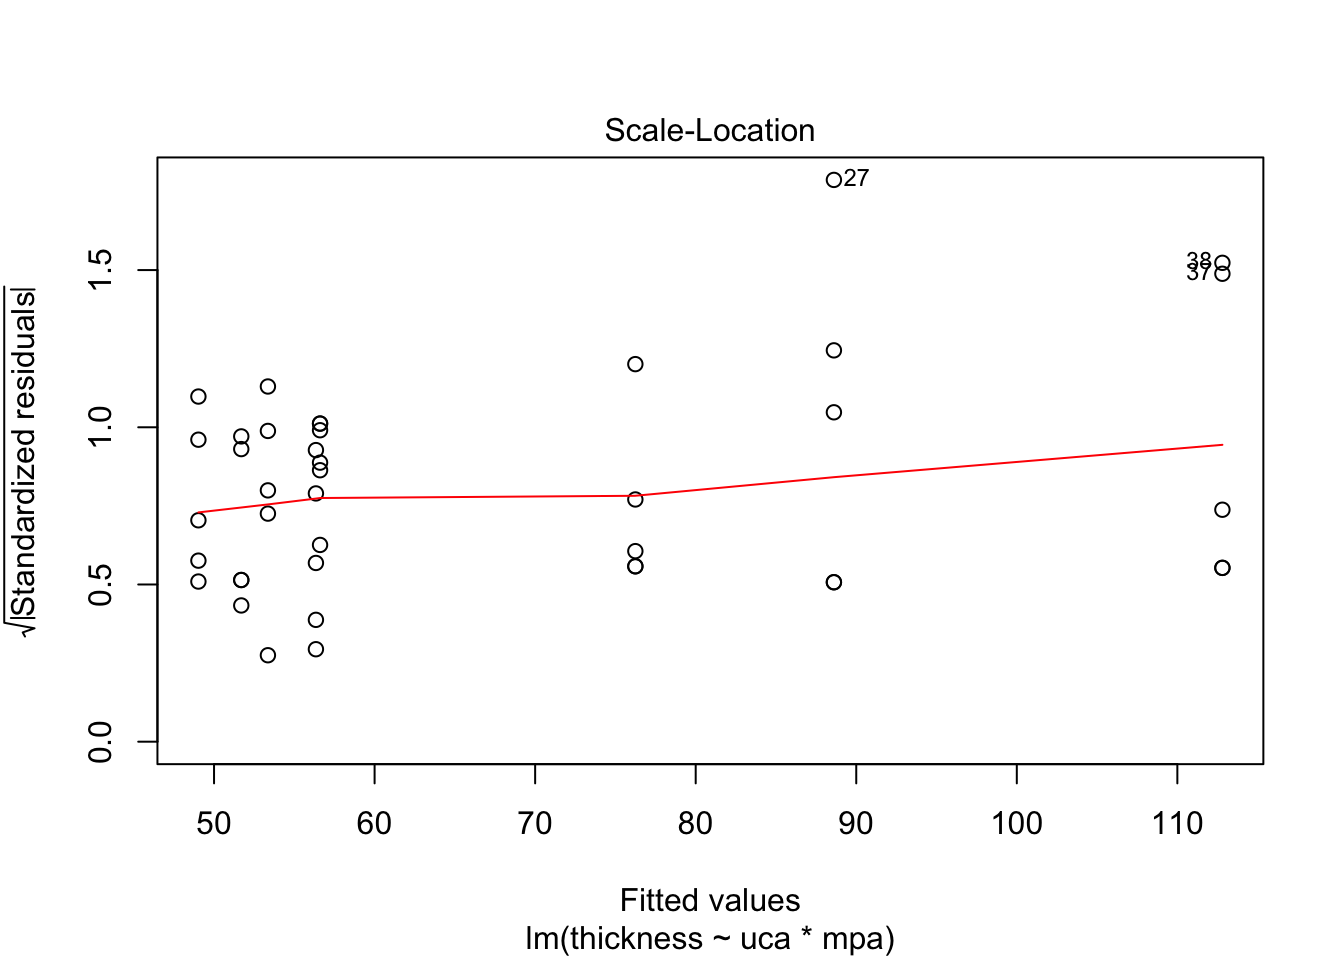 Scale-Location
√|Standardized residuals|
1.5
1.0
0.5
0.0
27
38
37
50 60 70 80 90 100 110
Fitted values
lm(thickness ~ uca * mpa)